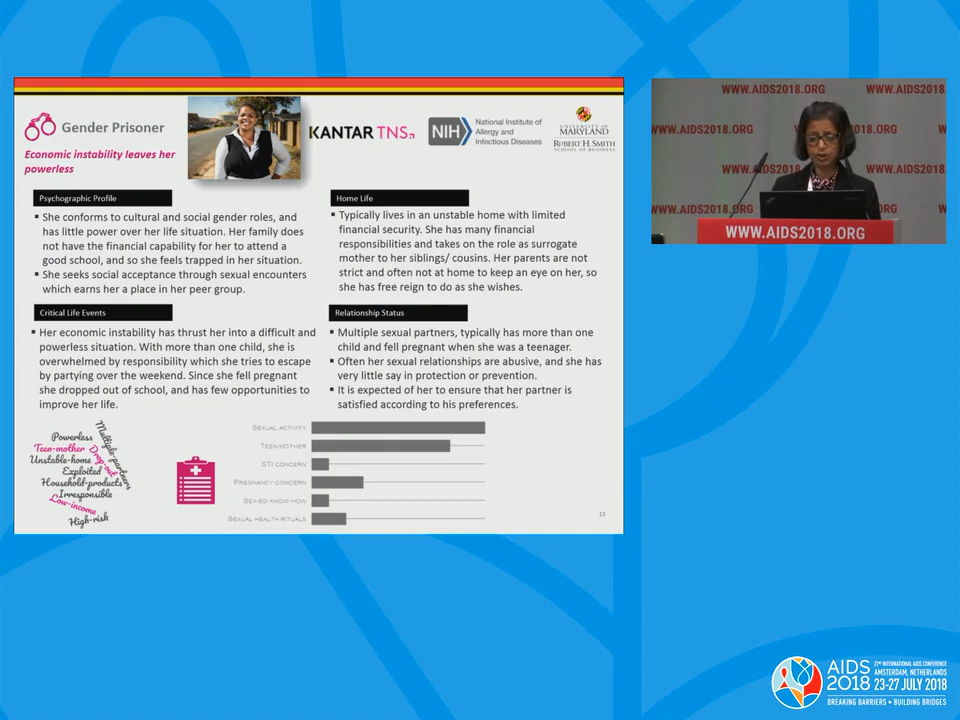 Gender Prisoner
Economic instability leaves her
powerless
KANTAR TNS
NIH
National Institute of
Allergy and
Infectious Diseases
UNIVERSITY OF
MARYLAND
ROBERT H. SMITH
SCHOOL OF BUSINESS
Psychographic Profile
▪ She conforms to cultural and social gender roles, and
has little power over her life situation. Her family does
not have the financial capability for her to attend a
good school, and so she feels trapped in her situation.
▪ She seeks social acceptance through sexual encounters
which earns her a place in her peer group.
Home Life
▪ Typically lives in an unstable home with limited
financial security. She has many financial
responsibilities and takes on the role as surrogate
mother to her siblings/ cousins. Her parents are not
strict and often not at home to keep an eye on her, so
she has free reign to do as she wishes.
Critical Life Events
▪ Her economic instability has thrust her into a difficult and
powerless situation. With more than one child, she is
overwhelmed by responsibility which she tries to escape
by partying over the weekend. Since she fell pregnant
she dropped out of school, and has few opportunities to
improve her life.
Relationship Status
▪ Multiple sexual partners, typically has more than one
child and fell pregnant when she was a teenager.
▪ Often her sexual relationships are abusive, and she has
very little say in protection or prevention.
▪ It is expected of her to ensure that her partner is
satisfied according to his preferences.
Powerless
Multiple-partners
Teen-mother
Drop-out
Unstable-home
Exploited
Household-products
Irresponsible
Low-income
High-risk
SEXUAL ACTIVITY
TEEN MOTHER
STI CONCERN
PREGNANCY CONCERN
SEX-ED KNOW-HOW
SEXUAL HEALTH RITUALS
13
WWW.AIDS2018.ORG
WWW.AIDS2018.ORG
WWW.AIDS2018.ORG
WWW.AIDS2018.ORG
WWW.AIDS2018.ORG
WWW.AIDS2018.ORG
AIDS
2018
22ND INTERNATIONAL AIDS CONFERENCE
AMSTERDAM, NETHERLANDS
23-27 JULY 2018
BREAKING BARRIERS • BUILDING BRIDGES